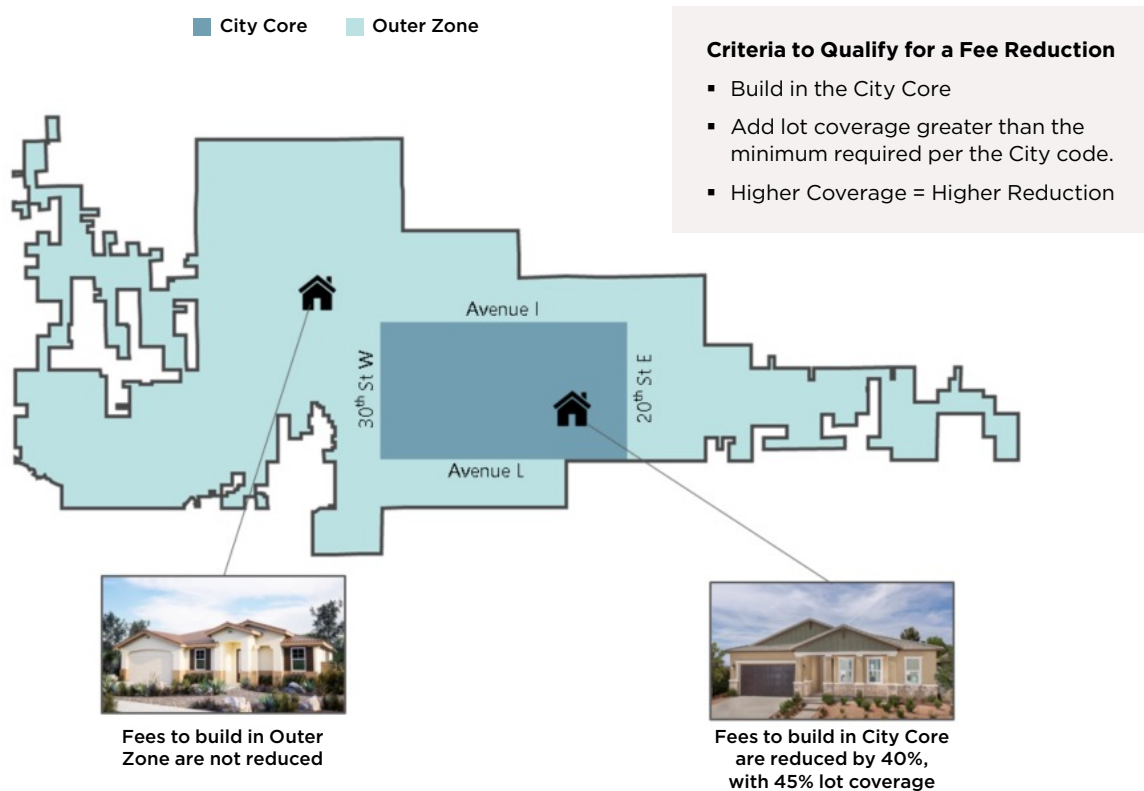 City Core
Outer Zone
Criteria to Qualify for a Fee Reduction
▪ Build in the City Core
▪ Add lot coverage greater than the
minimum required per the City code.
▪ Higher Coverage = Higher Reduction
Avenue I
30th St W
20th St E
Avenue L
Fees to build in Outer
Zone are not reduced
Fees to build in City Core
are reduced by 40%,
with 45% lot coverage